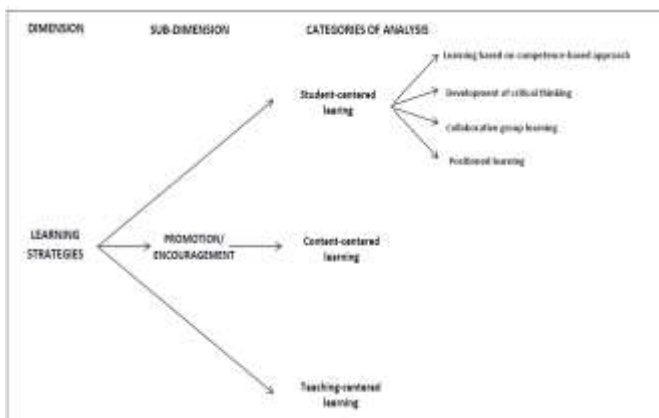 DIMENSION SUB-DIMENSION CATEGORIES OF ANALYSIS
Learning based on competence-based approach
Student-centered
learing
Development of critical thinking
Collaborative group learning
Positioned learning
LEARNING
STRATEGIES
PROMOTION/
ENCOURAGEMENT
Content-centered
learning
Teaching-centered
learning